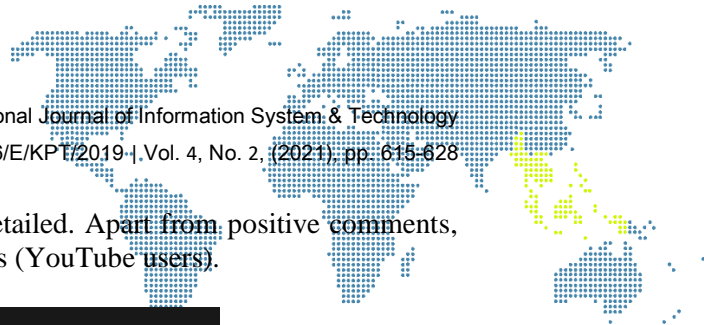 onal Journal of Information System & Technology
6/E/KPT/2019 | Vol. 4, No. 2, (2021), pp. 615-628
etailed. Apart from positive comments,
s (YouTube users).